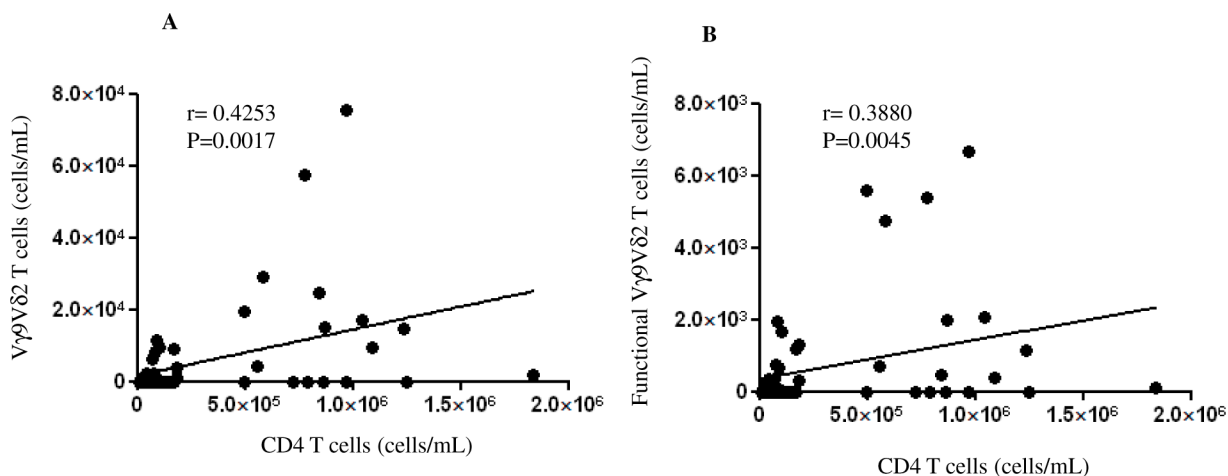 A
Vγ9Vδ2 T cells (cells/mL)
8.0×10⁴
6.0×10⁴
4.0×10⁴
2.0×10⁴
0
r= 0.4253
P=0.0017
0
5.0×10⁵
1.0×10⁶
1.5×10⁶
2.0×10⁶
CD4 T cells (cells/mL)
B
Functional Vγ9Vδ2 T cells (cells/mL)
8.0×10³
6.0×10³
4.0×10³
2.0×10³
0
r= 0.3880
P=0.0045
0
5.0×10⁵
1.0×10⁶
1.5×10⁶
2.0×10⁶
CD4 T cells (cells/mL)